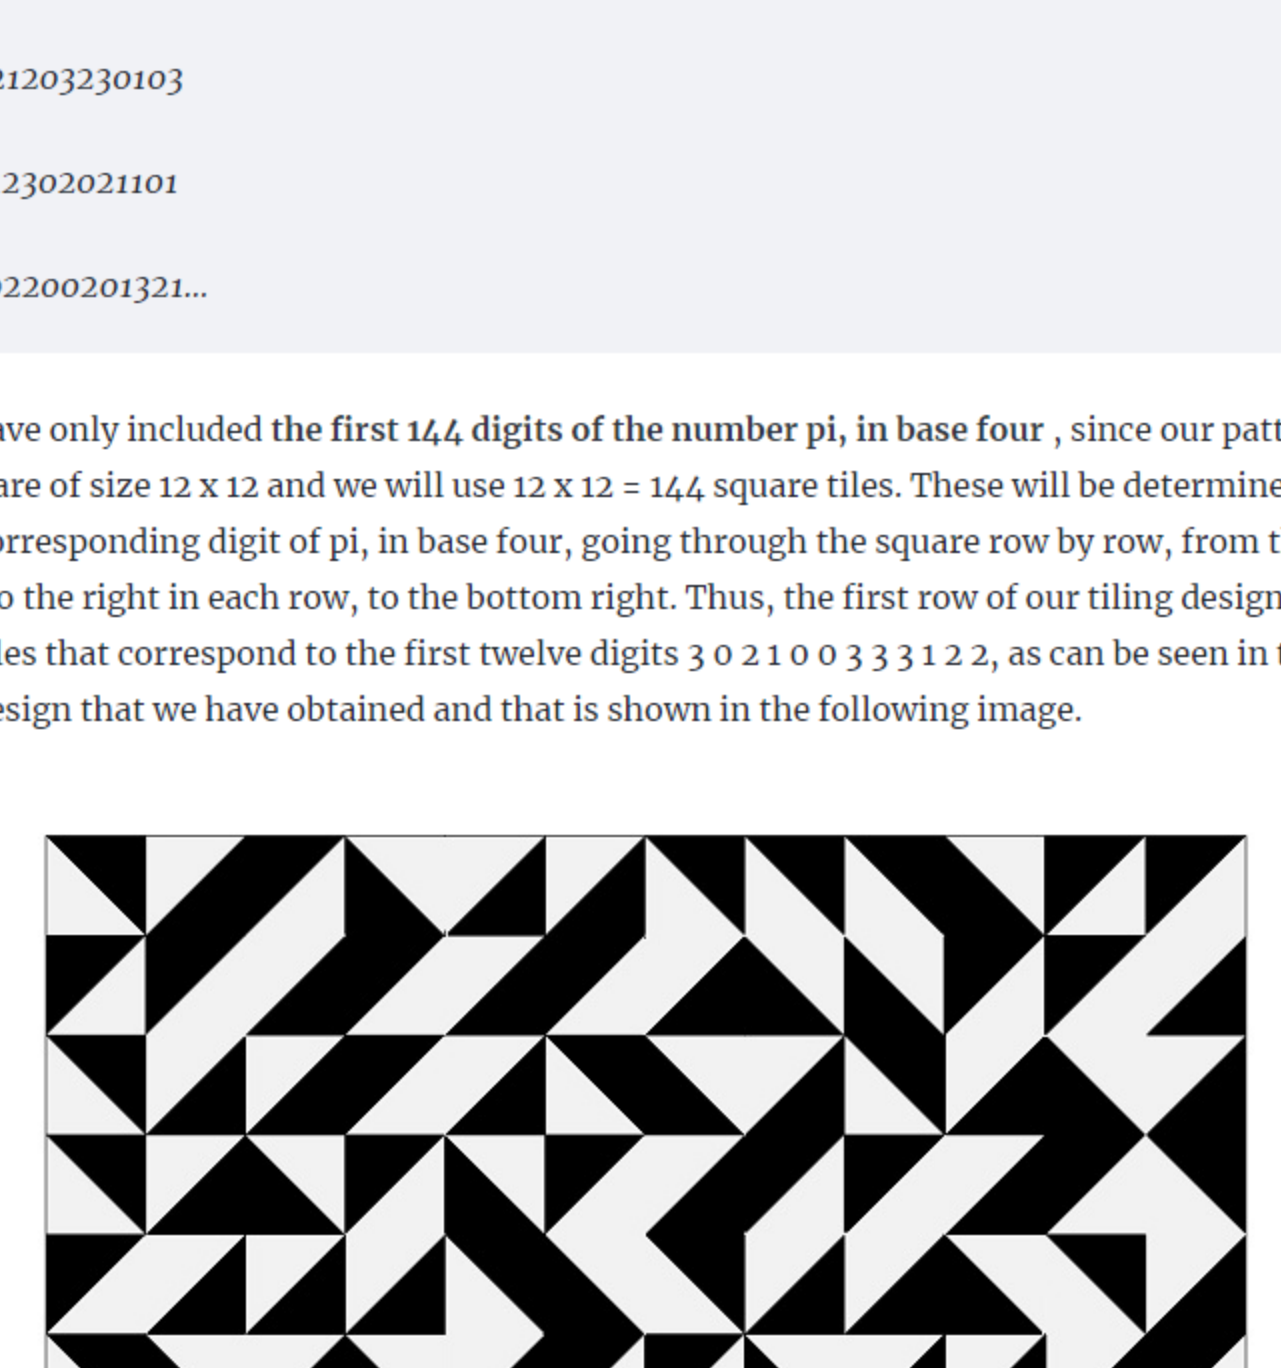 21203230103
2302021101
2200201321...
ave only included the first 144 digits of the number pi, in base four , since our patt
are of size 12 x 12 and we will use 12 x 12 = 144 square tiles. These will be determine
orresponding digit of pi, in base four, going through the square row by row, from t
o the right in each row, to the bottom right. Thus, the first row of our tiling design
les that correspond to the first twelve digits 3 0 2 1 0 0 3 3 3 1 2 2, as can be seen in t
esign that we have obtained and that is shown in the following image.